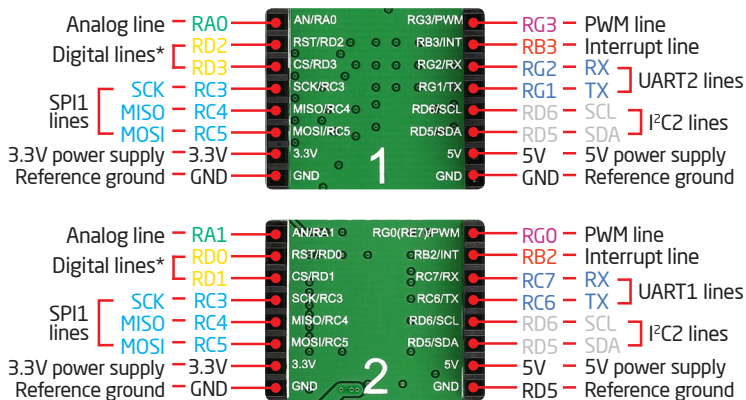 Analog line – RA0 AN/RA0 RG3/PWM RG3 – PWM line
Digital lines* RD2 RST/RD2 RB3/INT RB3 – Interrupt line
RD3 CS/RD3 RG2/RX RG2 – RX UART2 lines
SPI1 lines SCK – RC3 SCK/RC3 RG1/TX RG1 – TX
MISO – RC4 MISO/RC4 RD6/SCL RD6 – SCL I²C2 lines
MOSI – RC5 MOSI/RC5 RD5/SDA RD5 – SDA
3.3V power supply – 3.3V 3.3V 1 5V 5V – 5V power supply
Reference ground – GND GND GND GND – Reference ground
Analog line – RA1 AN/RA1 RG0(RE7)/PWM RG0 – PWM line
Digital lines* RD0 RST/RD0 RB2/INT RB2 – Interrupt line
RD1 CS/RD1 RC7/RX RC7 – RX UART1 lines
SPI1 lines SCK – RC3 SCK/RC3 RC6/TX RC6 – TX
MISO – RC4 MISO/RC4 RD6/SCL RD6 – SCL I²C2 lines
MOSI – RC5 MOSI/RC5 RD5/SDA RD5 – SDA
3.3V power supply – 3.3V 3.3V 2 5V 5V – 5V power supply
Reference ground – GND GND GND RD5 – Reference ground